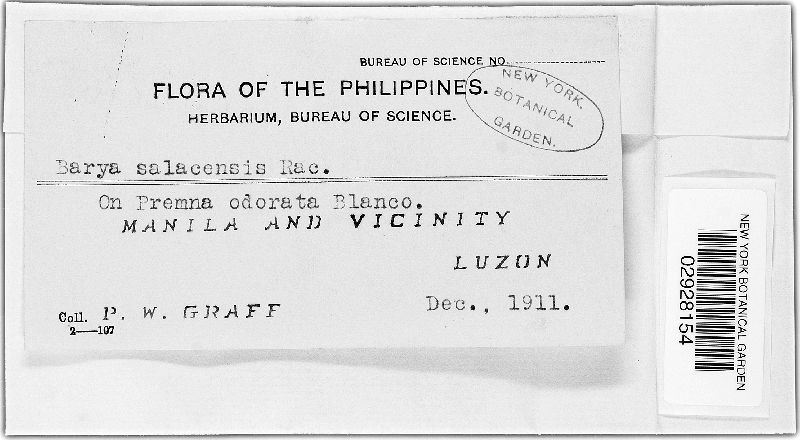 BUREAU OF SCIENCE NO.
FLORA OF THE PHILIPPINES.
HERBARIUM, BUREAU OF SCIENCE.
NEW YORK
BOTANICAL
GARDEN.
Barya salacensis Rac.
On Premna odorata Blanco.
MANILA AND VICINITY
LUZON
Coll. P. W. GRAFF
Dec., 1911.
2—107
NEW YORK BOTANICAL GARDEN
02928154